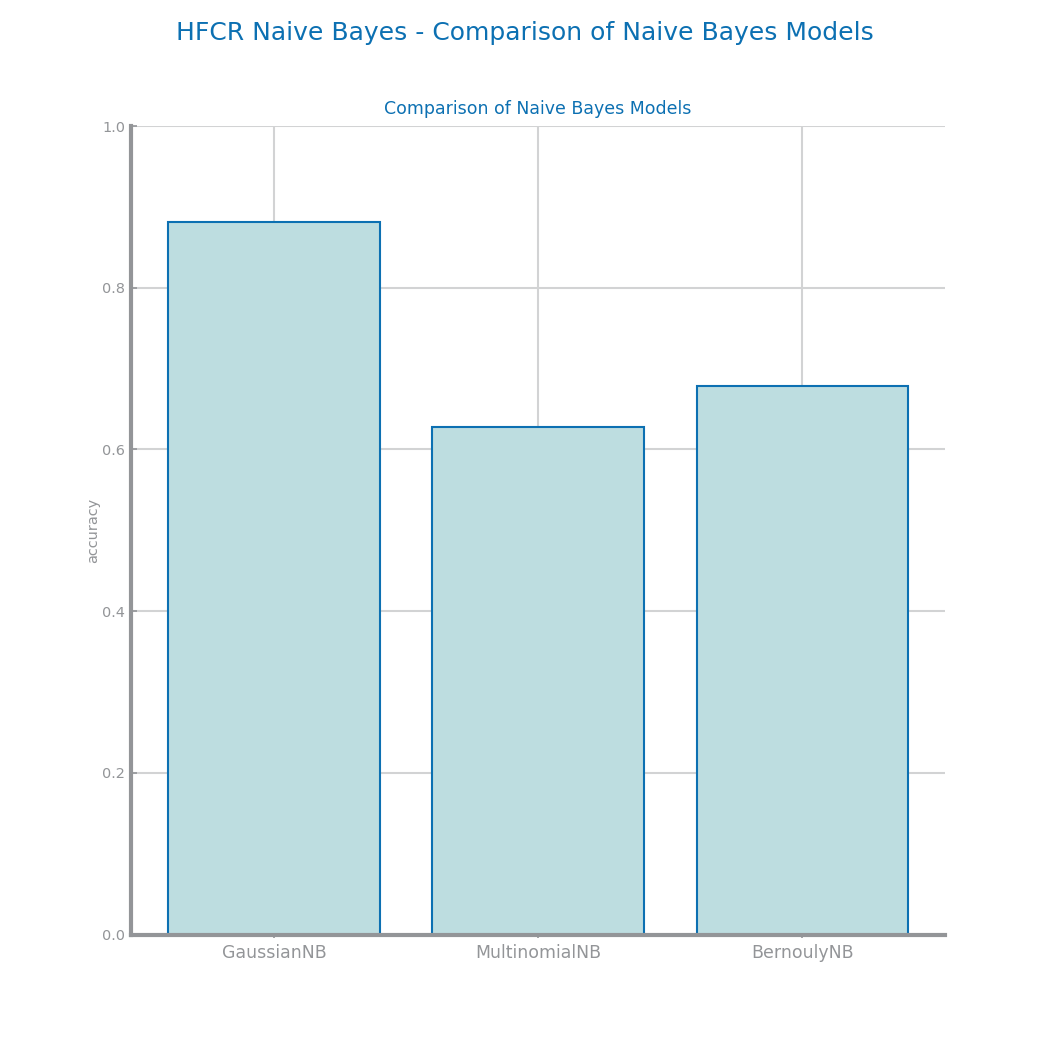 HFCR Naive Bayes - Comparison of Naive Bayes Models
Comparison of Naive Bayes Models
1.0
0.8
0.6
0.4
0.2
0.0
accuracy
GaussianNB
MultinomialNB
BernoulyNB